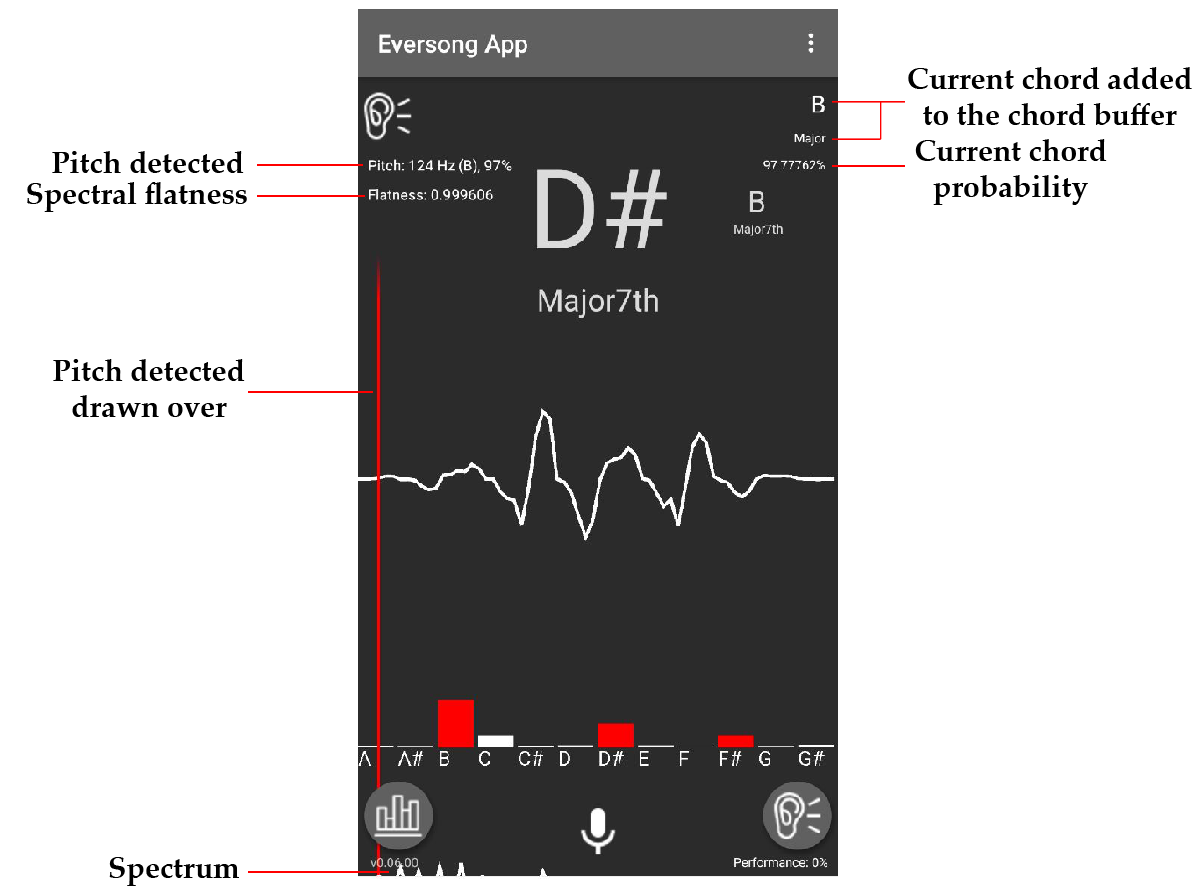 Eversong App
Current chord added
to the chord buffer
B
Major
Pitch detected
Pitch: 124 Hz (B), 97%
97.77762%
Current chord
probability
Spectral flatness
Flatness: 0.999606
D#
B
Major7th
Major7th
Pitch detected
drawn over
A A# B C C# D D# E F F# G G#
v0.06.00
Performance: 0%
Spectrum